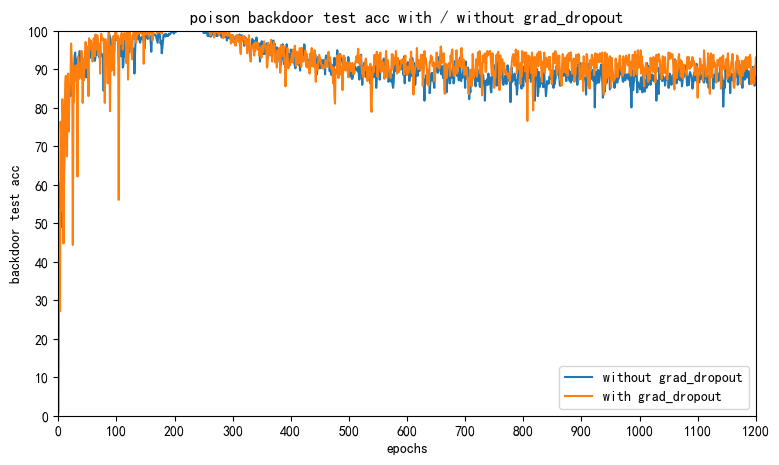 poison backdoor test acc with / without grad_dropout
100
90
80
70
60
50
40
30
20
10
0
backdoor test acc
without grad_dropout
with grad_dropout
0 100 200 300 400 500 600 700 800 900 1000 1100 1200
epochs